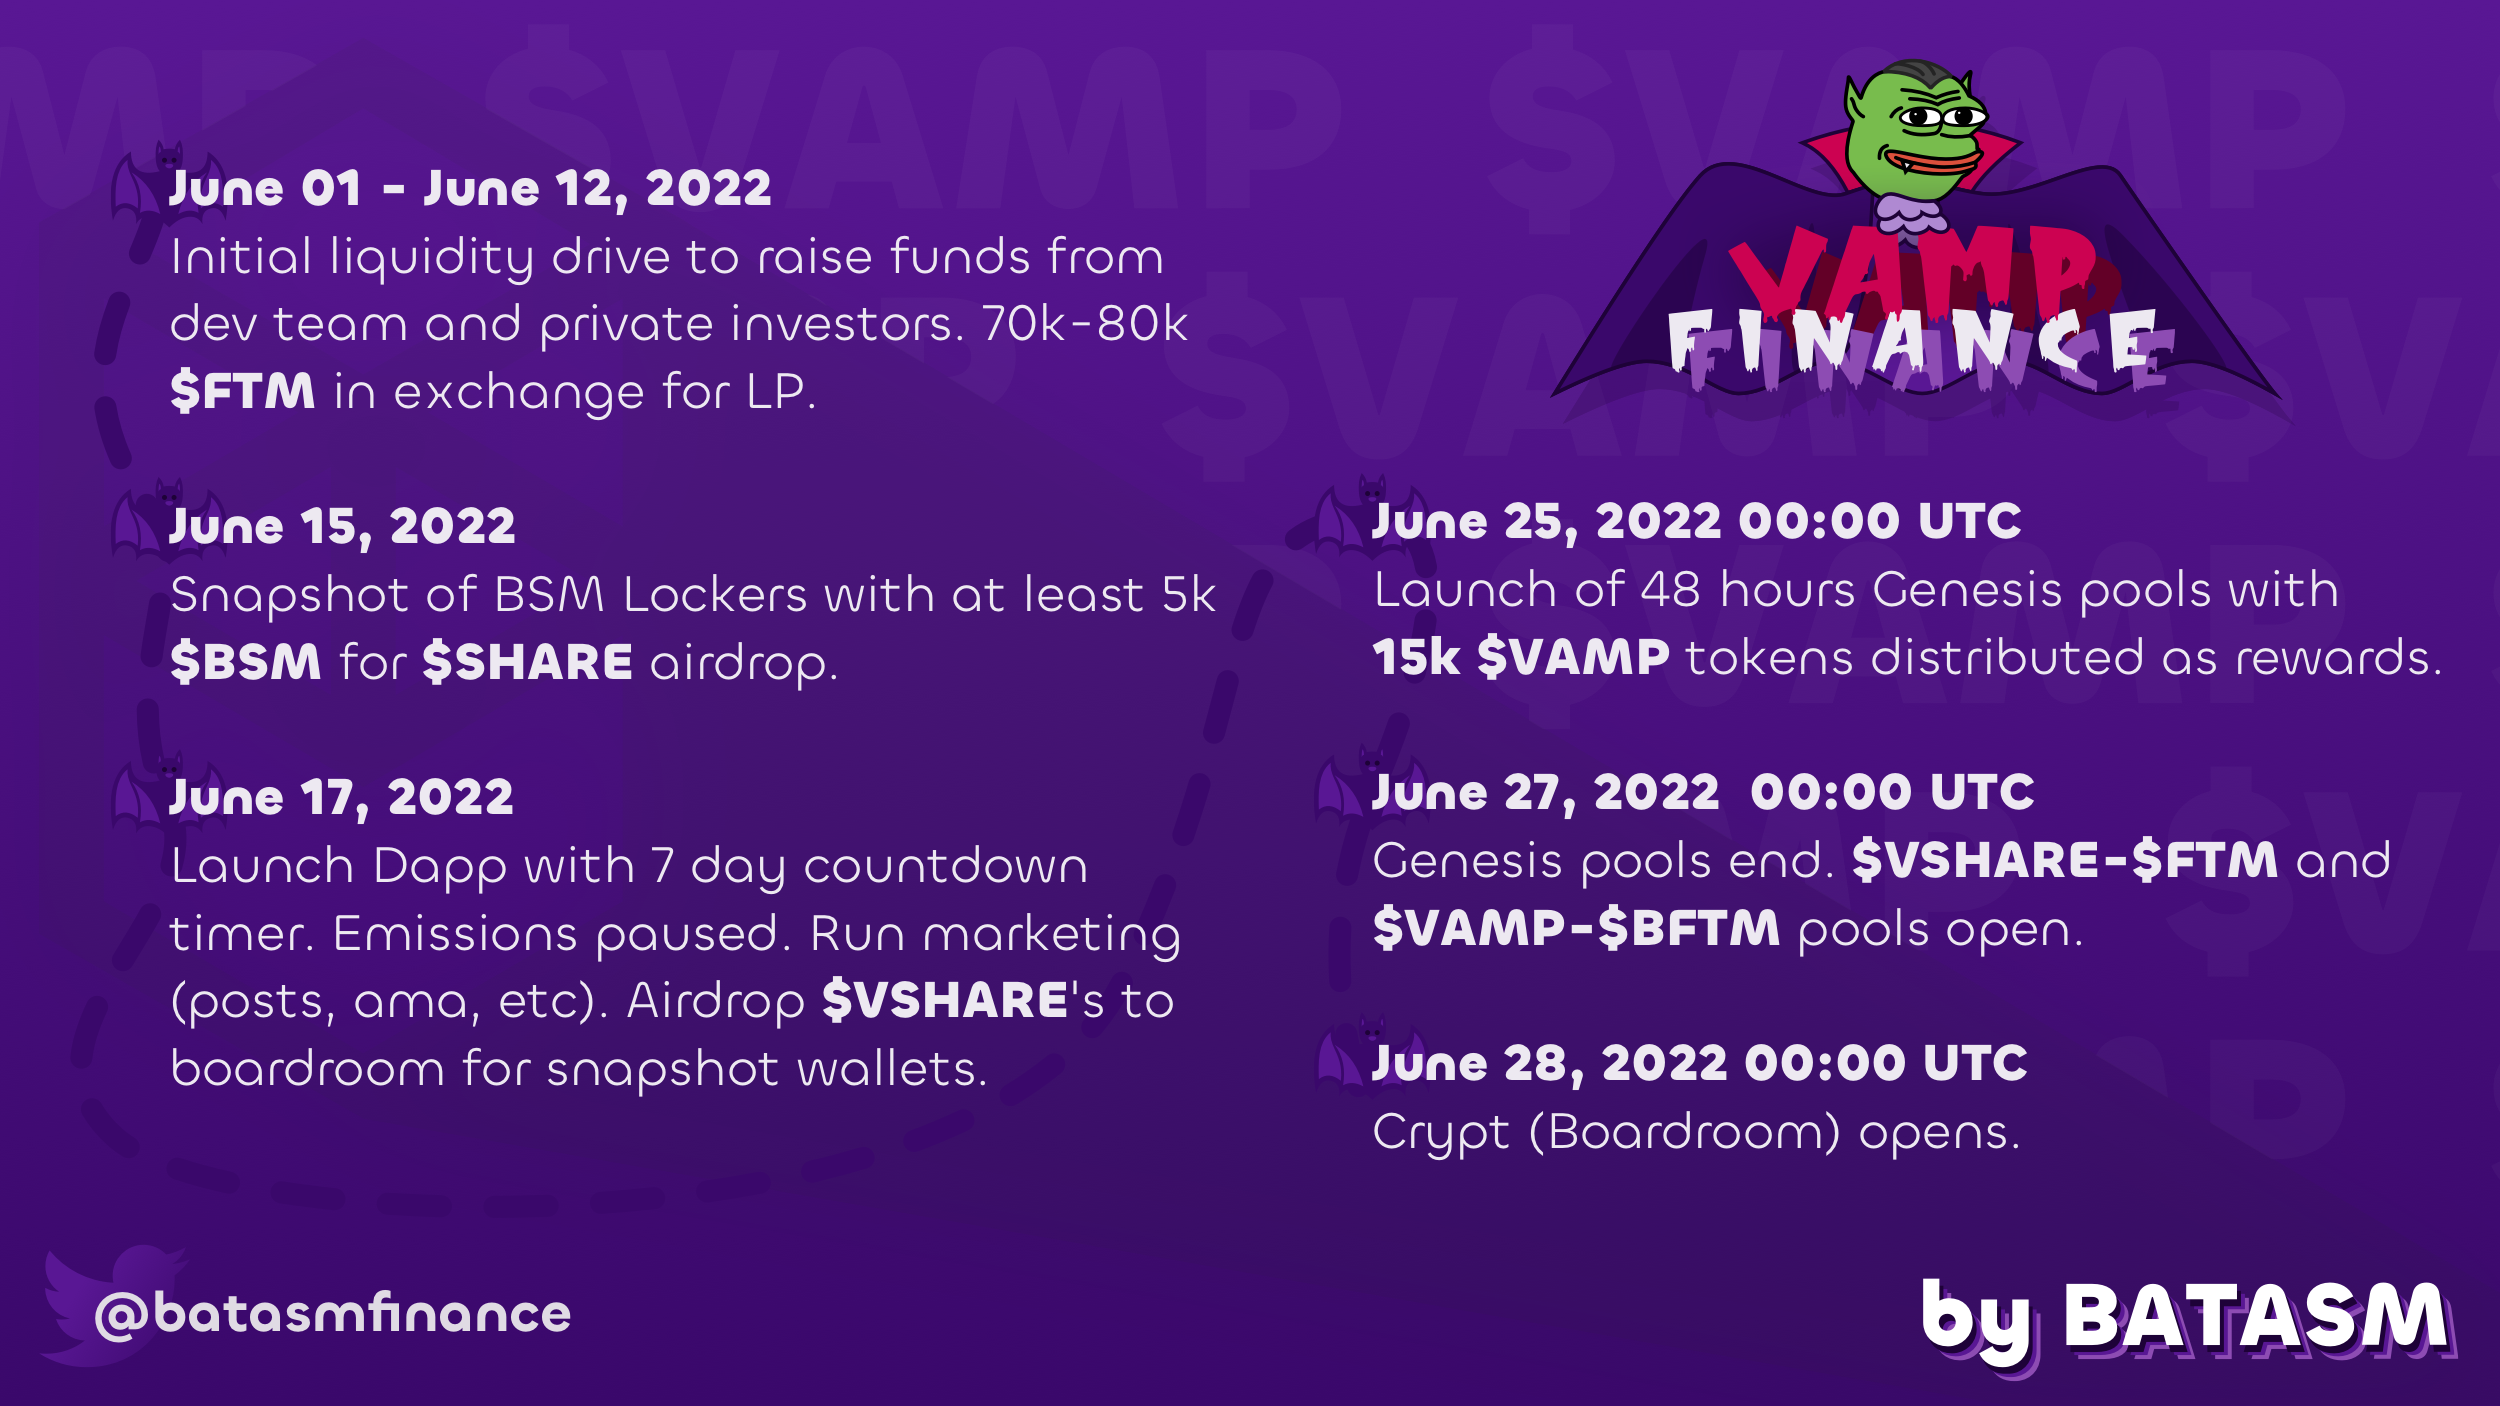 June 01 - June 12, 2022
Initial liquidity drive to raise funds from
dev team and private investors. 70k-80k
$FTM in exchange for LP.
June 15, 2022
Snapshot of BSM Lockers with at least 5k
$BSM for $SHARE airdrop.
June 17, 2022
Launch Dapp with 7 day countdown
timer. Emissions paused. Run marketing
(posts, ama, etc). Airdrop $VSHARE's to
boardroom for snapshot wallets.
VAMP
FINANCE
June 25, 2022 00:00 UTC
Launch of 48 hours Genesis pools with
15k $VAMP tokens distributed as rewards.
June 27, 2022 00:00 UTC
Genesis pools end. $VSHARE-$FTM and
$VAMP-$BFTM pools open.
June 28, 2022 00:00 UTC
Crypt (Boardroom) opens.
@batasmfinance
by BATASM
$VAMP
$VAMP
$VAMP
$VAMP